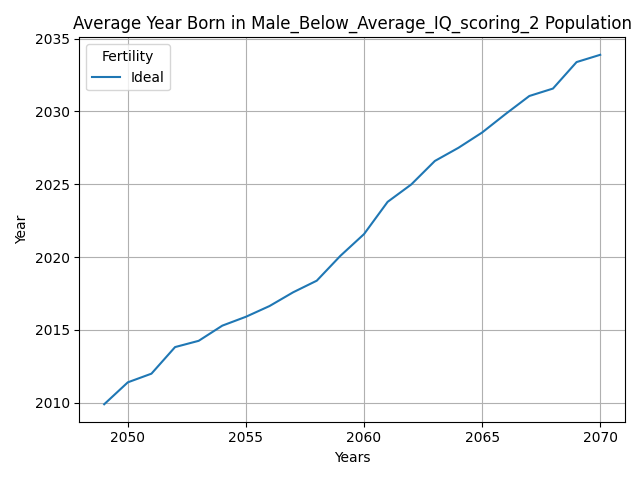 Average Year Born in Male_Below_Average_IQ_scoring_2 Population
Fertility
Ideal
Year
2035
2030
2025
2020
2015
2010
2050 2055 2060 2065 2070
Years